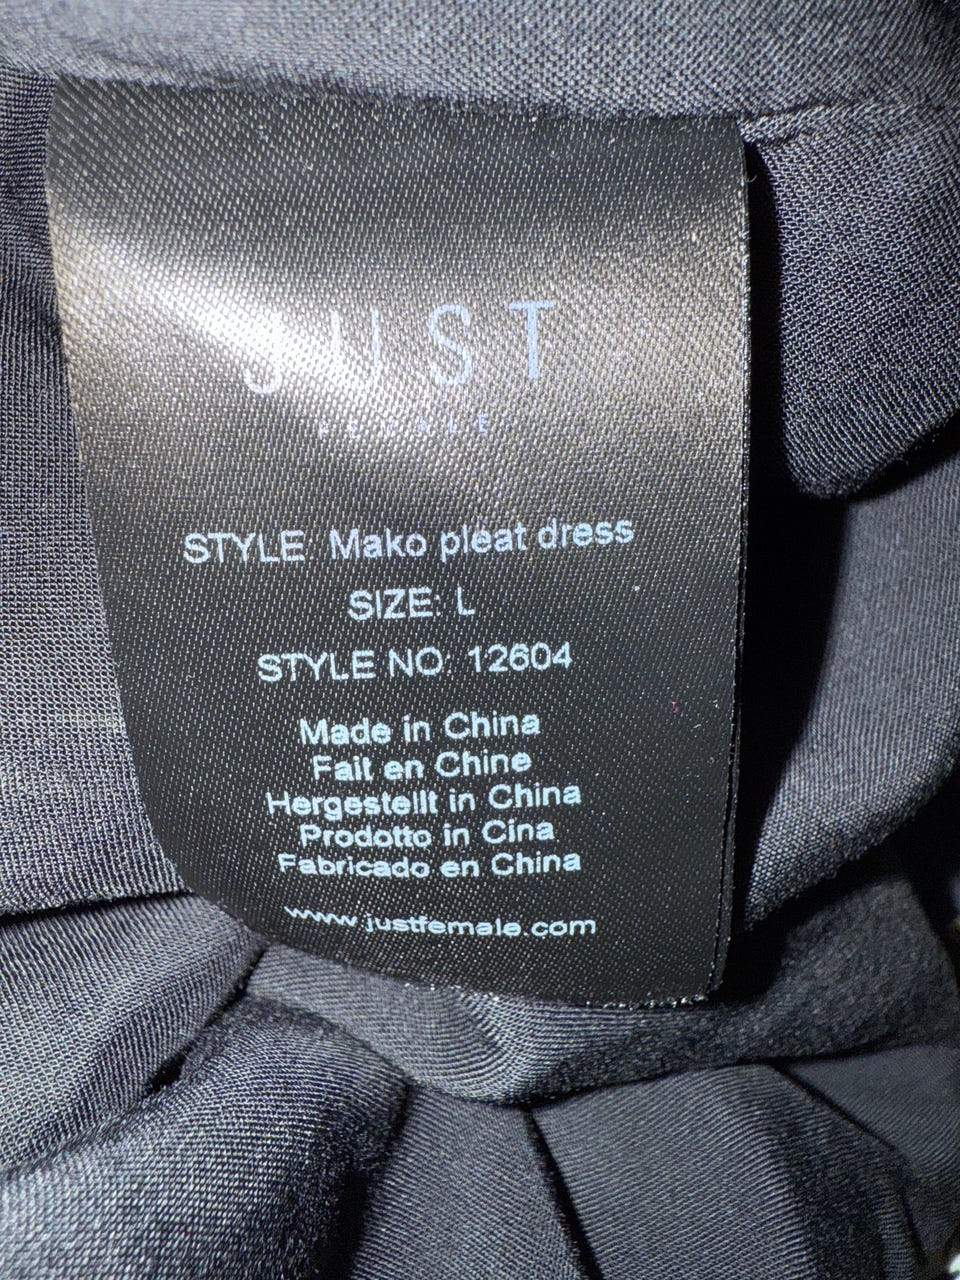 JUST
FEMALE
STYLE Mako pleat dress
SIZE: L
STYLE NO: 12604
Made in China
Fait en Chine
Hergestellt in China
Prodotto in Cina
Fabricado en China
www.justfemale.com